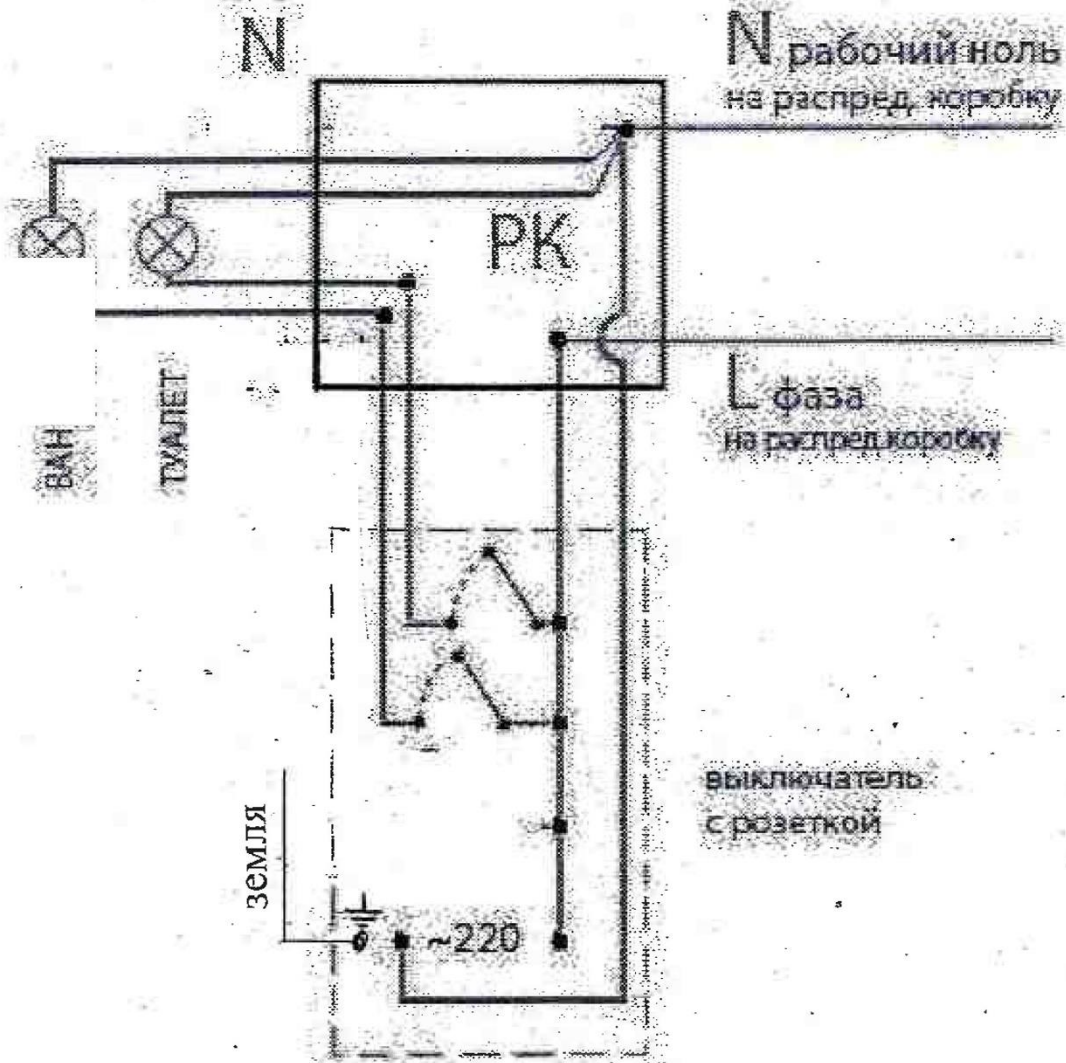 N
N рабочий ноль
на распред. коробку
РК
L фаза
на распред.коробку
ВАН
ТУАЛЕТ
выключатель
с розеткой
земля
~220